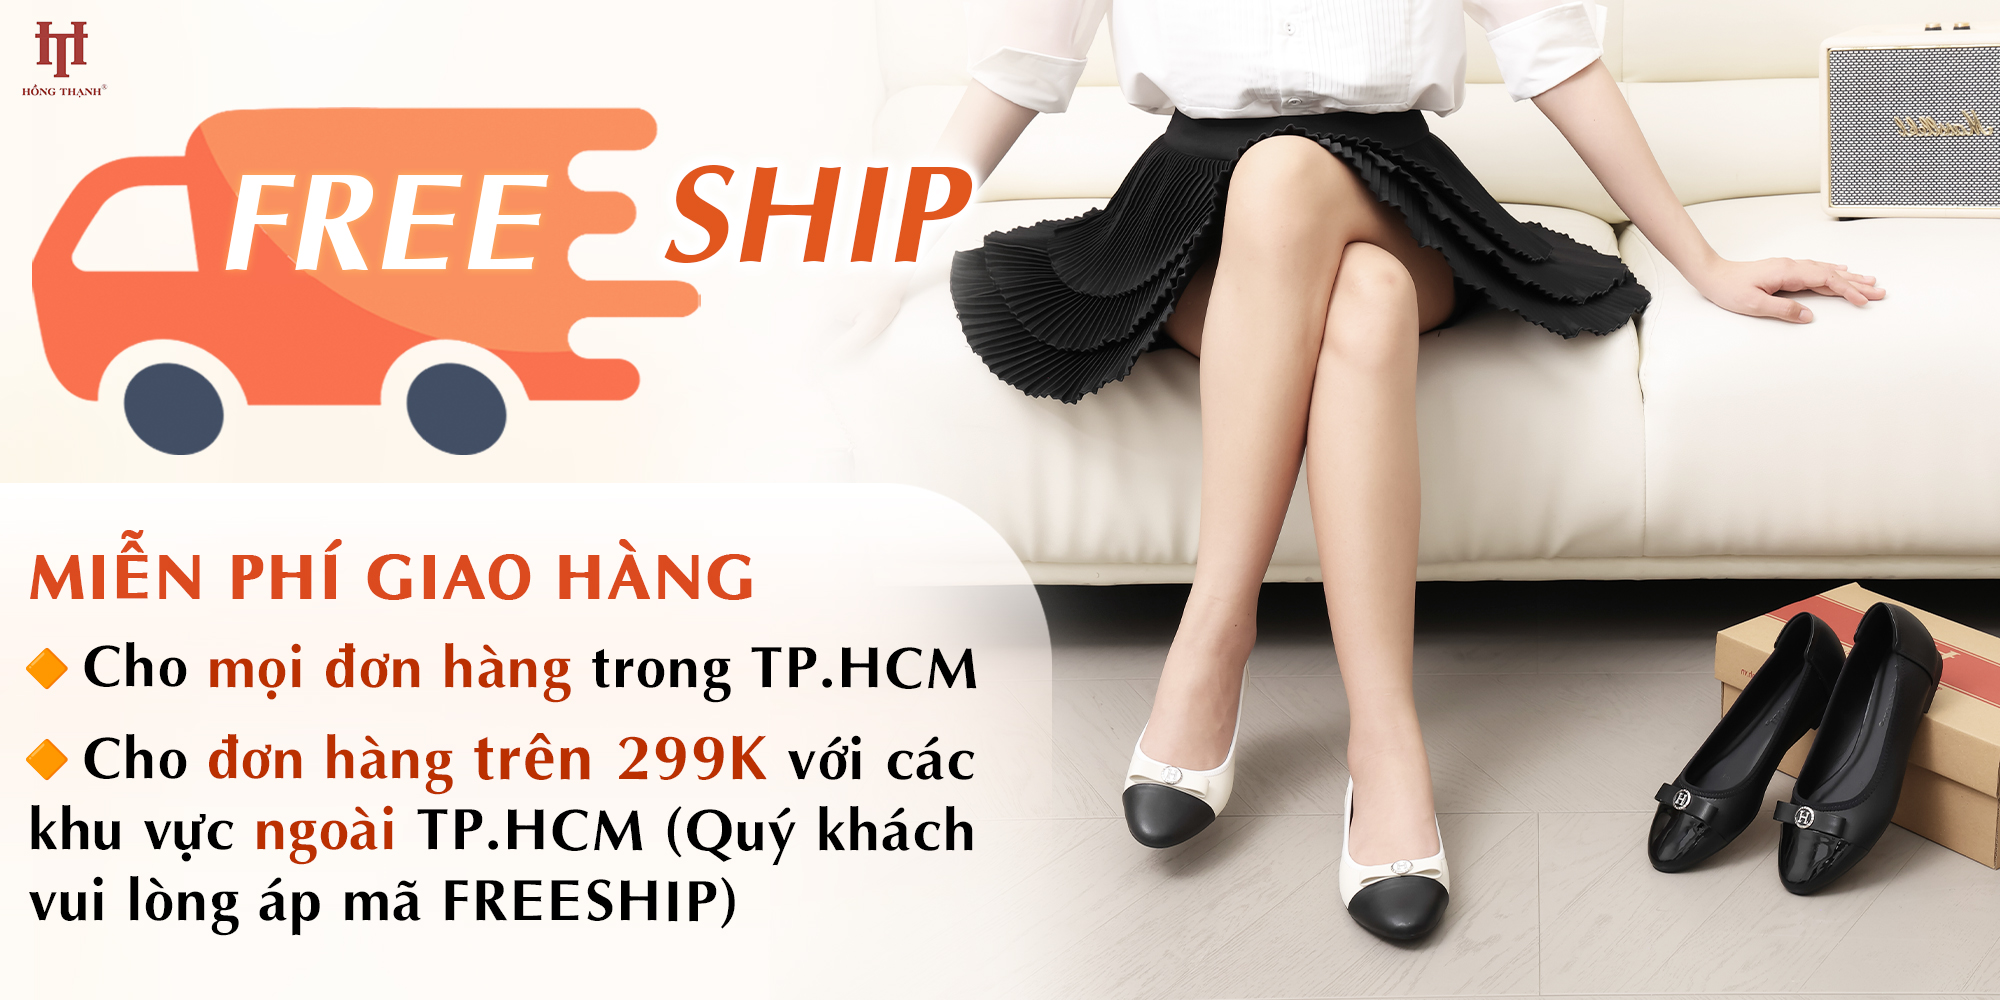 HỒNG THẠNH®
FREE SHIP
MIỄN PHÍ GIAO HÀNG
Cho mọi đơn hàng trong TP.HCM
Cho đơn hàng trên 299K với các
khu vực ngoài TP.HCM (Quý khách
vui lòng áp mã FREESHIP)
H
H